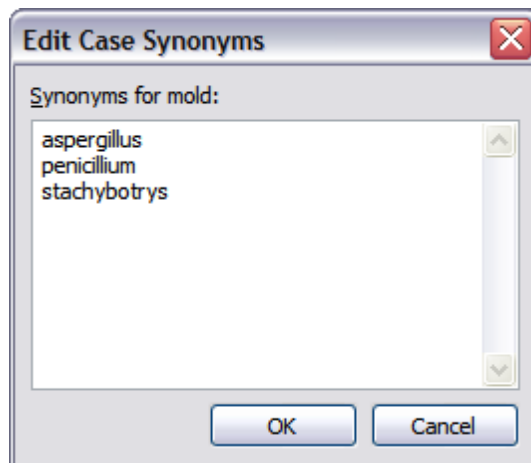 Edit Case Synonyms
Synonyms for mold:
aspergillus
penicillium
stachybotrys
OK Cancel